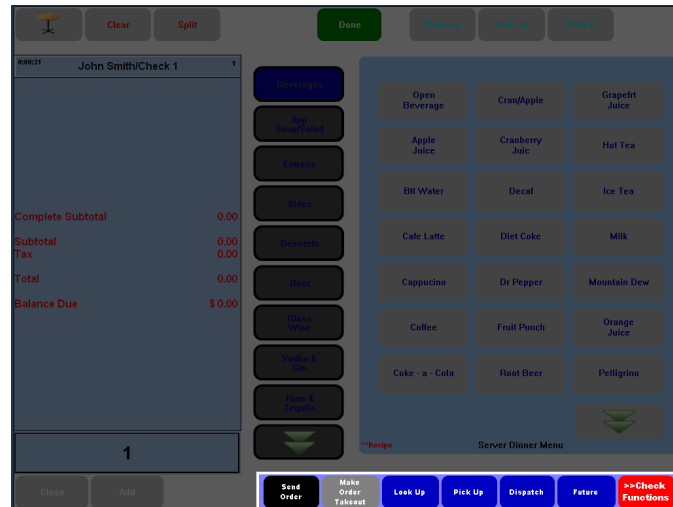 Clear
Split
Done
0:00:31
John Smith/Check 1
1
Beverages
App
Soup/Salad
Entrees
Sides
Desserts
Beer
Glass
Wine
Vodka &
Gin
Rum &
Tequila
Open
Beverage
Cran/Apple
Grapefrt
Juice
Apple
Juice
Cranberry
Juic
Hot Tea
Btl Water
Decaf
Ice Tea
Cafe Latte
Diet Coke
Milk
Cappucino
Dr Pepper
Mountain Dew
Coffee
Fruit Punch
Orange
Juice
Coke - a - Cola
Root Beer
Pelligrino
***Recipe
Server Dinner Menu
Complete Subtotal 0.00
Subtotal 0.00
Tax 0.00
Total 0.00
Balance Due $ 0.00
1
Close
Add
Send
Order
Make
Order
Takeout
Look Up
Pick Up
Dispatch
Future
>>Check
Functions